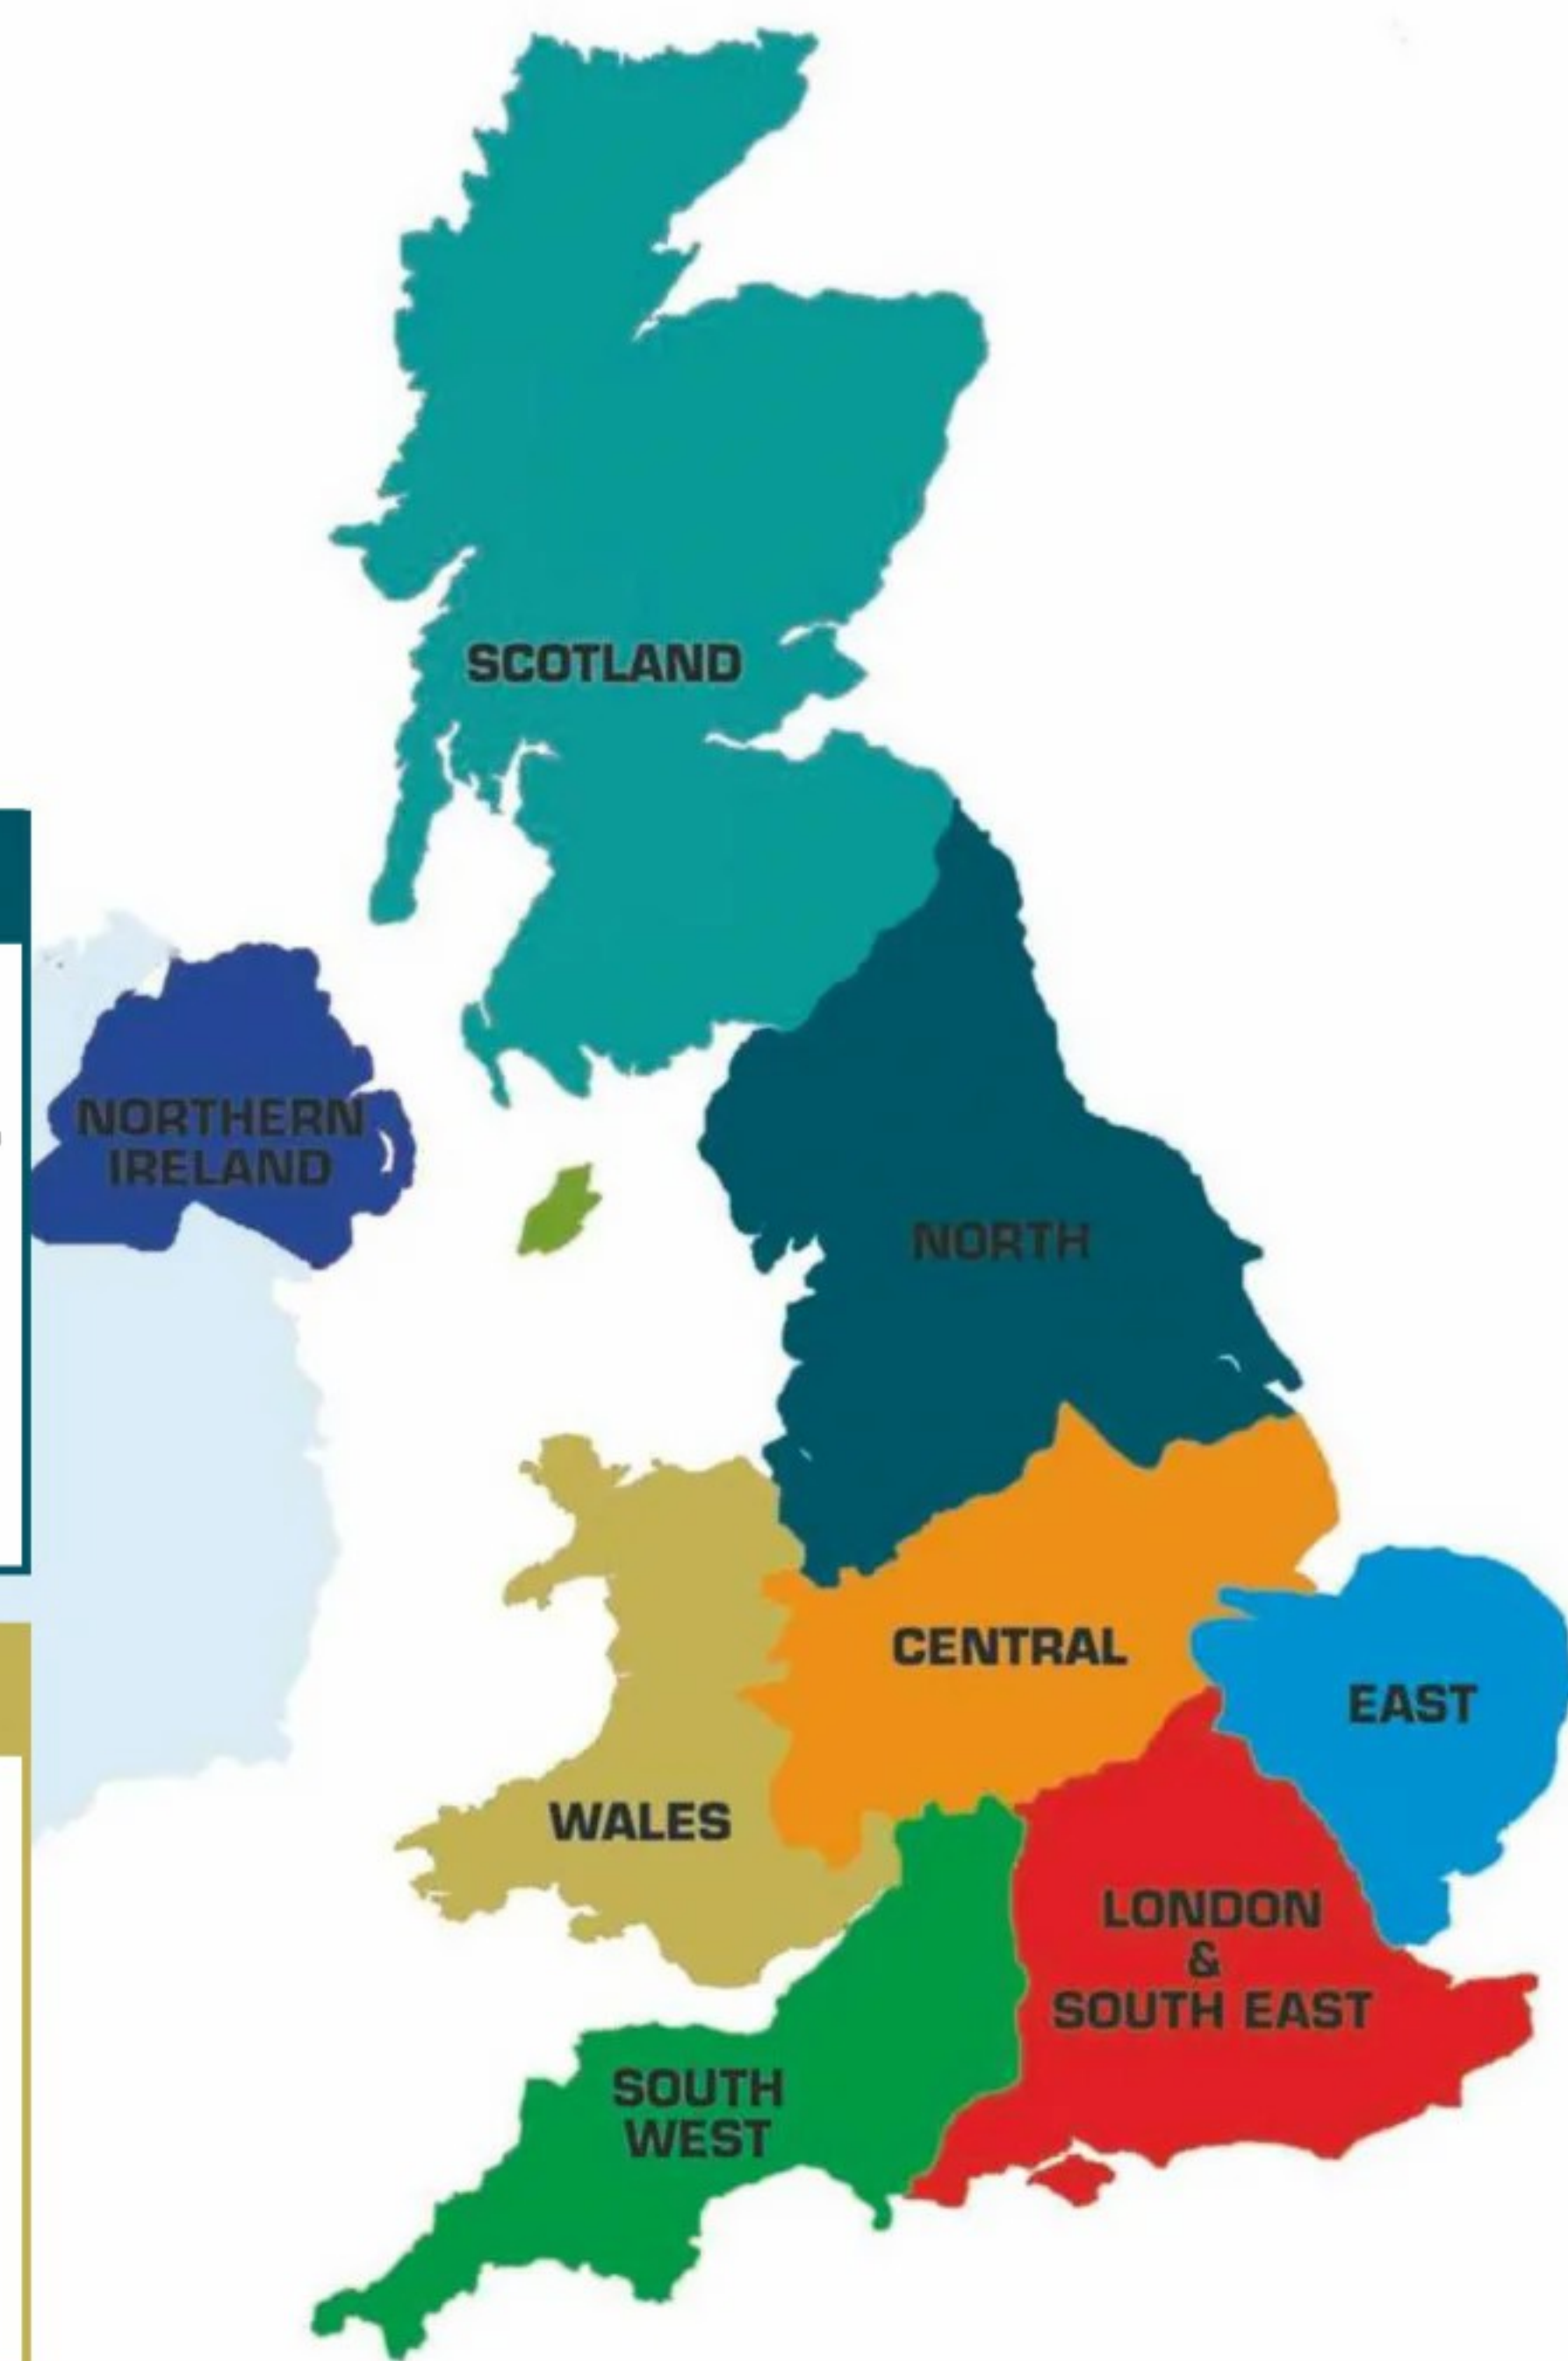 SCOTLAND
NORTHERN
IRELAND
NORTH
CENTRAL
EAST
WALES
LONDON
&
SOUTH EAST
SOUTH
WEST